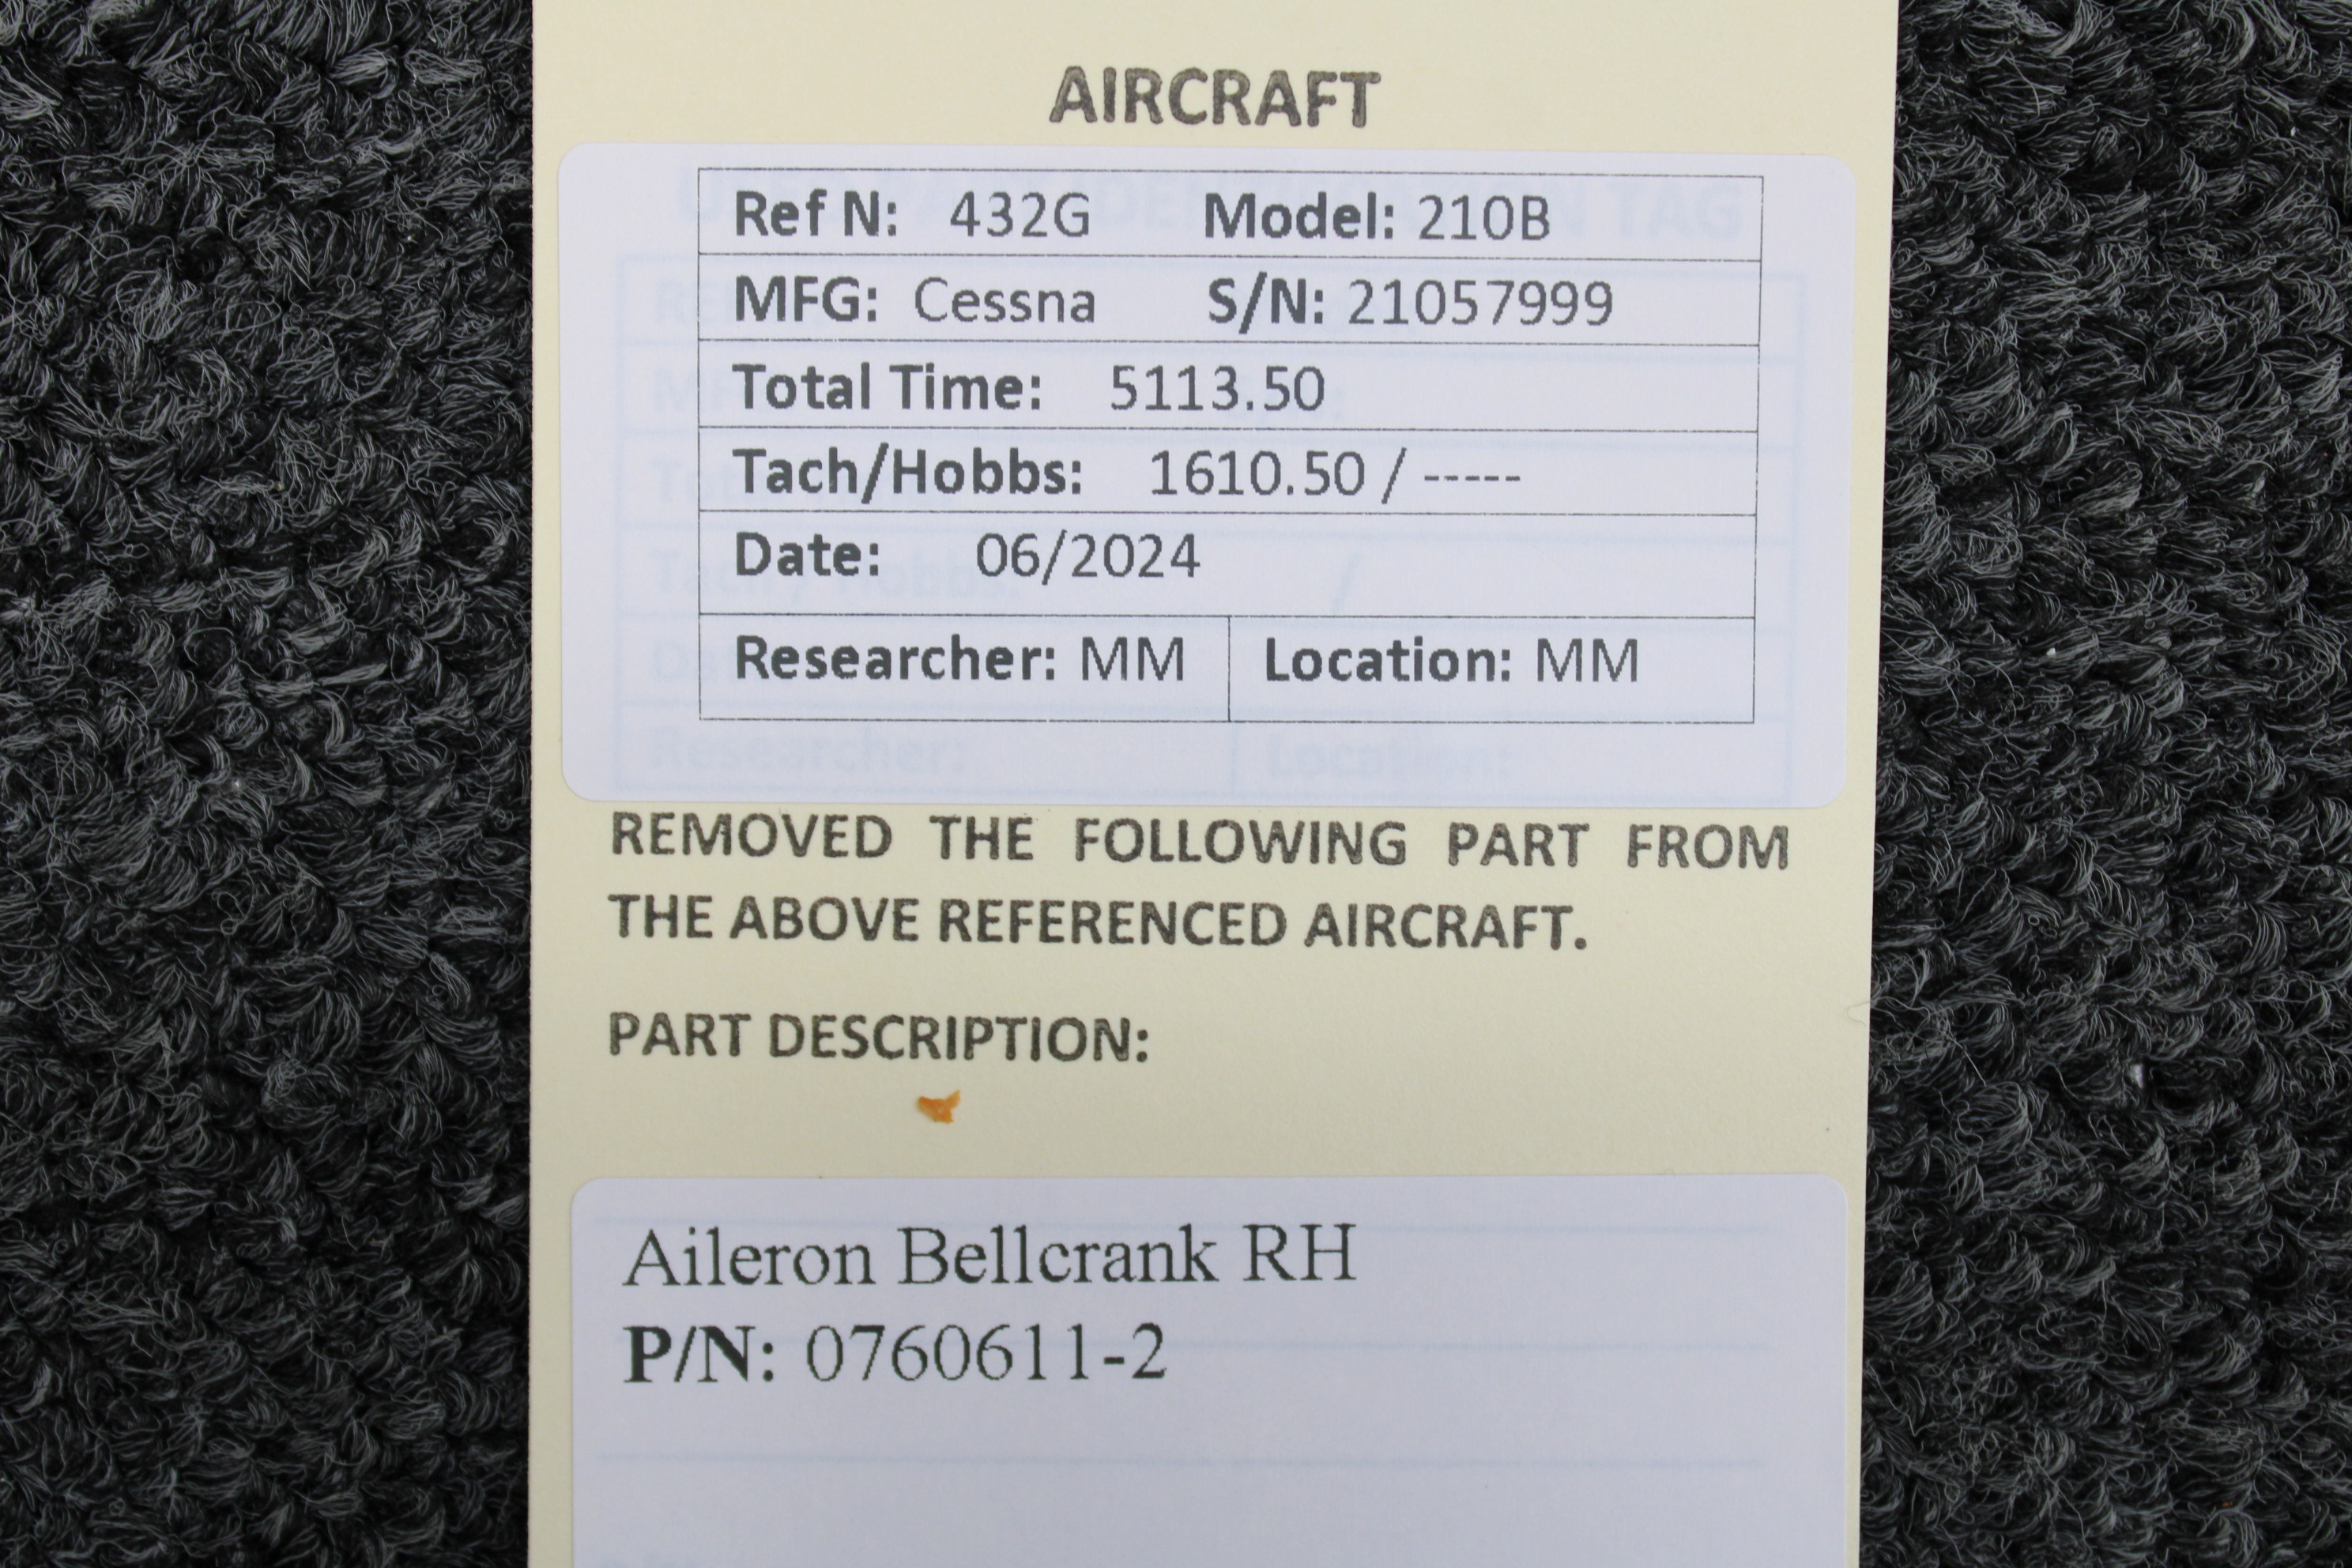 AIRCRAFT
Ref N: 432G Model: 210B
MFG: Cessna S/N: 21057999
Total Time: 5113.50
Tach/Hobbs: 1610.50 / -----
Date: 06/2024
Researcher: MM Location: MM
REMOVED THE FOLLOWING PART FROM
THE ABOVE REFERENCED AIRCRAFT.
PART DESCRIPTION:
Aileron Bellcrank RH
P/N: 0760611-2